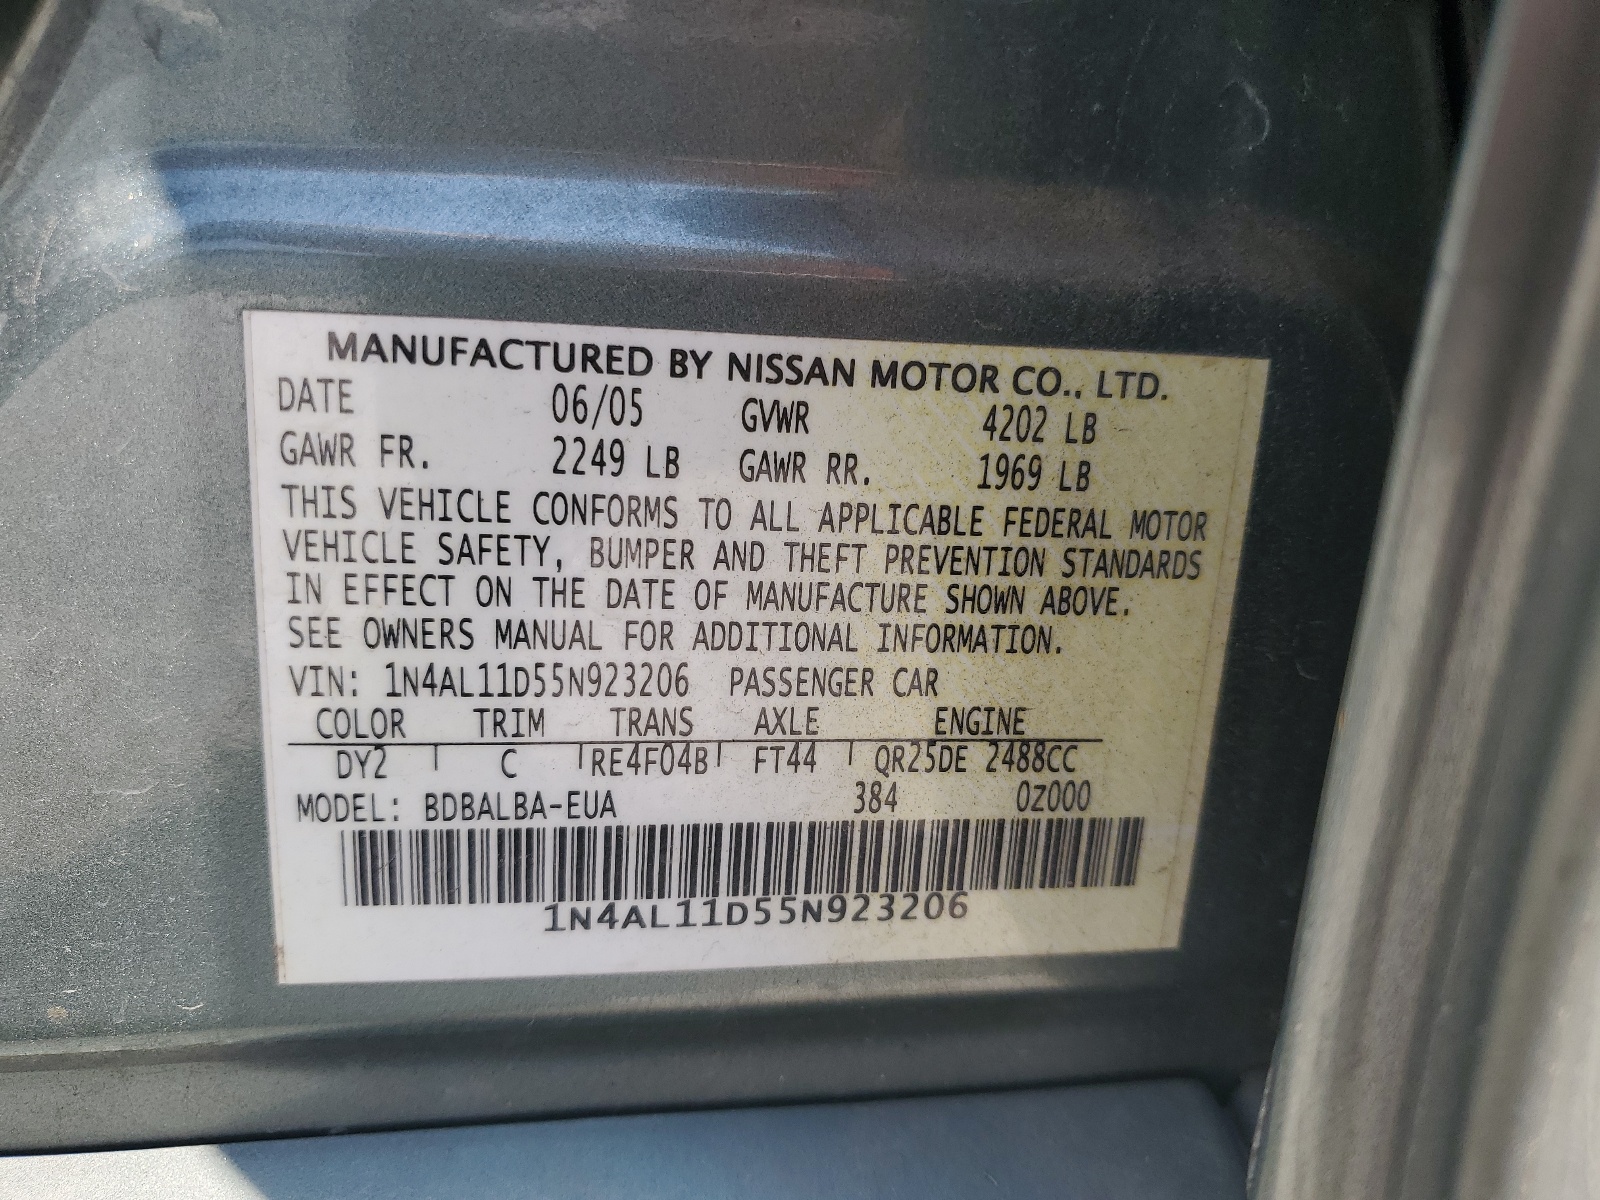 MANUFACTURED BY NISSAN MOTOR CO., LTD.
DATE 06/05 GVWR 4202 LB
GAWR FR. 2249 LB GAWR RR. 1969 LB
THIS VEHICLE CONFORMS TO ALL APPLICABLE FEDERAL MOTOR
VEHICLE SAFETY, BUMPER AND THEFT PREVENTION STANDARDS
IN EFFECT ON THE DATE OF MANUFACTURE SHOWN ABOVE.
SEE OWNERS MANUAL FOR ADDITIONAL INFORMATION.
VIN: 1N4AL11D55N923206 PASSENGER CAR
COLOR TRIM TRANS AXLE ENGINE
DY2 C RE4F04B FT44 QR25DE 2488CC
MODEL: BDBALBA-EUA 384 0Z000
1N4AL11D55N923206